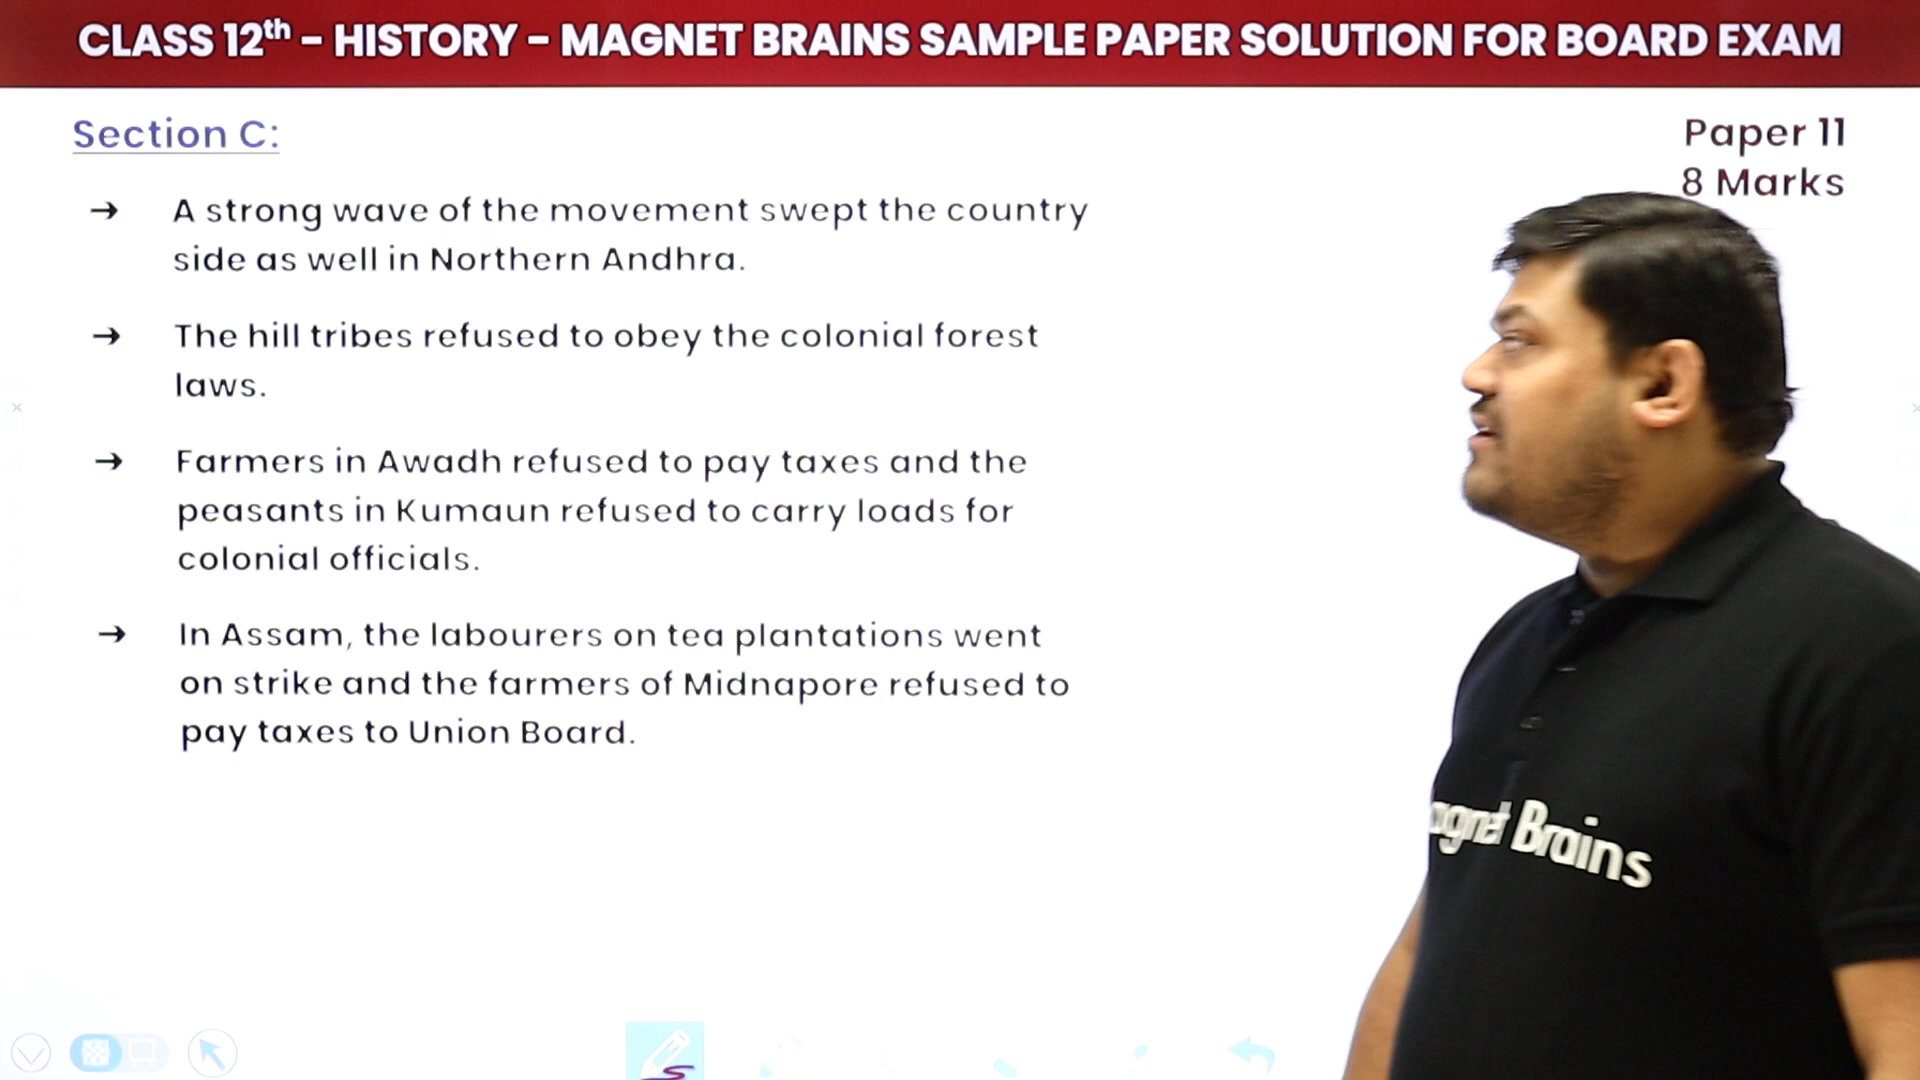 CLASS 12th - HISTORY - MAGNET BRAINS SAMPLE PAPER SOLUTION FOR BOARD EXAM
Section C:
Paper 11
8 Marks
→ A strong wave of the movement swept the country
side as well in Northern Andhra.
→ The hill tribes refused to obey the colonial forest
laws.
→ Farmers in Awadh refused to pay taxes and the
peasants in Kumaun refused to carry loads for
colonial officials.
→ In Assam, the labourers on tea plantations went
on strike and the farmers of Midnapore refused to
pay taxes to Union Board.
agnet Brains